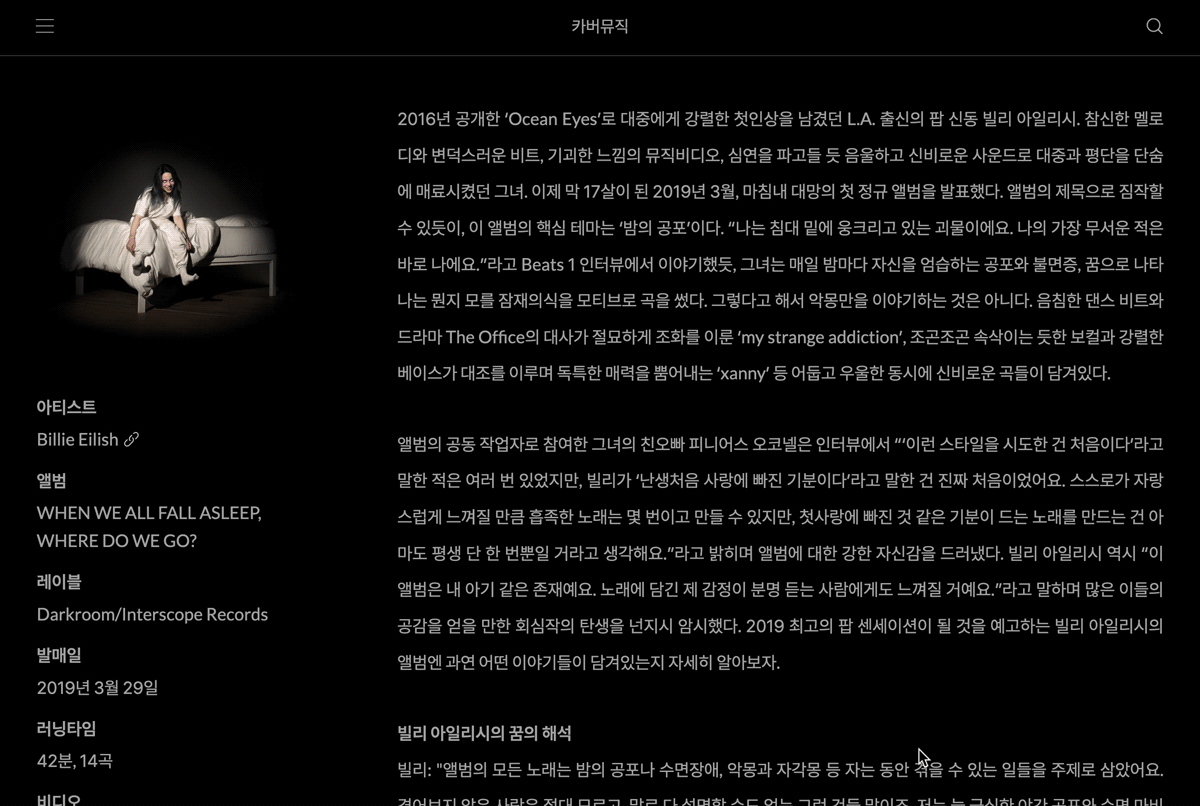 카버뮤직
아티스트
Billie Eilish
앨범
WHEN WE ALL FALL ASLEEP,
WHERE DO WE GO?
레이블
Darkroom/Interscope Records
발매일
2019년 3월 29일
러닝타임
42분, 14곡
비디오
2016년 공개한 ‘Ocean Eyes’로 대중에게 강렬한 첫인상을 남겼던 L.A. 출신의 팝 신동 빌리 아일리시. 참신한 멜로
디와 변덕스러운 비트, 기괴한 느낌의 뮤직비디오, 심연을 파고들 듯 음울하고 신비로운 사운드로 대중과 평단을 단숨
에 매료시켰던 그녀. 이제 막 17살이 된 2019년 3월, 마침내 대망의 첫 정규 앨범을 발표했다. 앨범의 제목으로 짐작할
수 있듯이, 이 앨범의 핵심 테마는 ‘밤의 공포’이다. “나는 침대 밑에 웅크리고 있는 괴물이에요. 나의 가장 무서운 적은
바로 나에요.”라고 Beats 1 인터뷰에서 이야기했듯, 그녀는 매일 밤마다 자신을 엄습하는 공포와 불면증, 꿈으로 나타
나는 뭔지 모를 잠재의식을 모티브로 곡을 썼다. 그렇다고 해서 악몽만을 이야기하는 것은 아니다. 음침한 댄스 비트와
드라마 The Office의 대사가 절묘하게 조화를 이룬 ‘my strange addiction’, 조곤조곤 속삭이는 듯한 보컬과 강렬한
베이스가 대조를 이루며 독특한 매력을 뿜어내는 ‘xanny’ 등 어둡고 우울한 동시에 신비로운 곡들이 담겨있다.
앨범의 공동 작업자로 참여한 그녀의 친오빠 피니어스 오코넬은 인터뷰에서 “‘이런 스타일을 시도한 건 처음이다’라고
말한 적은 여러 번 있었지만, 빌리가 ‘난생처음 사랑에 빠진 기분이다’라고 말한 건 진짜 처음이었어요. 스스로가 자랑
스럽게 느껴질 만큼 흡족한 노래는 몇 번이고 만들 수 있지만, 첫사랑에 빠진 것 같은 기분이 드는 노래를 만드는 건 아
마도 평생 단 한 번뿐일 거라고 생각해요.”라고 밝히며 앨범에 대한 강한 자신감을 드러냈다. 빌리 아일리시 역시 “이
앨범은 내 아기 같은 존재예요. 노래에 담긴 제 감정이 분명 듣는 사람에게도 느껴질 거예요.”라고 말하며 많은 이들의
공감을 얻을 만한 회심작의 탄생을 넌지시 암시했다. 2019 최고의 팝 센세이션이 될 것을 예고하는 빌리 아일리시의
앨범엔 과연 어떤 이야기들이 담겨있는지 자세히 알아보자.
빌리 아일리시의 꿈의 해석
빌리: "앨범의 모든 노래는 밤의 공포나 수면장애, 악몽과 자각몽 등 자는 동안 겪을 수 있는 일들을 주제로 삼았어요.